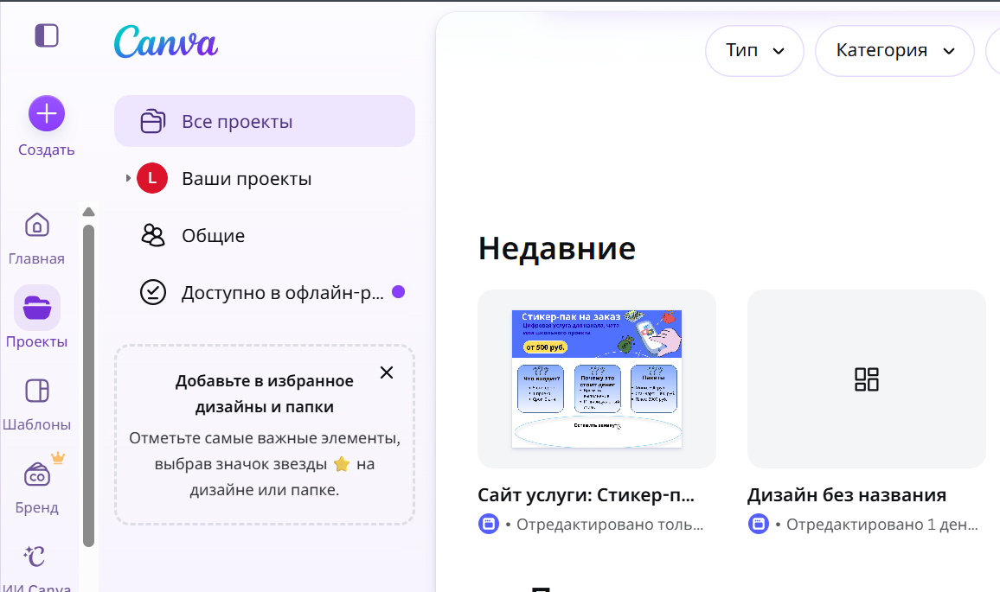 Canva
Создать
Главная
Проекты
Шаблоны
Бренд
ИИ Canva
Все проекты
L
Ваши проекты
Общие
Доступно в офлайн-р...
Добавьте в избранное
дизайны и папки
Отметьте самые важные элементы,
выбрав значок звезды ⭐ на
дизайне или папке.
Тип
Категория
Недавние
Стикер-пак на заказ
Цифровая услуга для канала, чата
или школьного проекта
от 500 руб.
Что входит?
Почему это
стоит денег
Пакеты
Оставить заявку
Сайт услуги: Стикер-п...
• Отредактировано толь...
Дизайн без названия
• Отредактировано 1 ден...